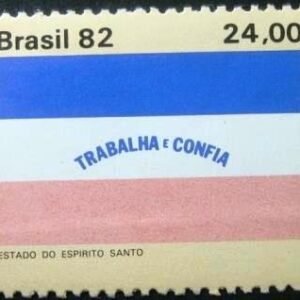 Brasil 82 24,00
TRABALHA E CONFIA
ESTADO DO ESPIRITO SANTO